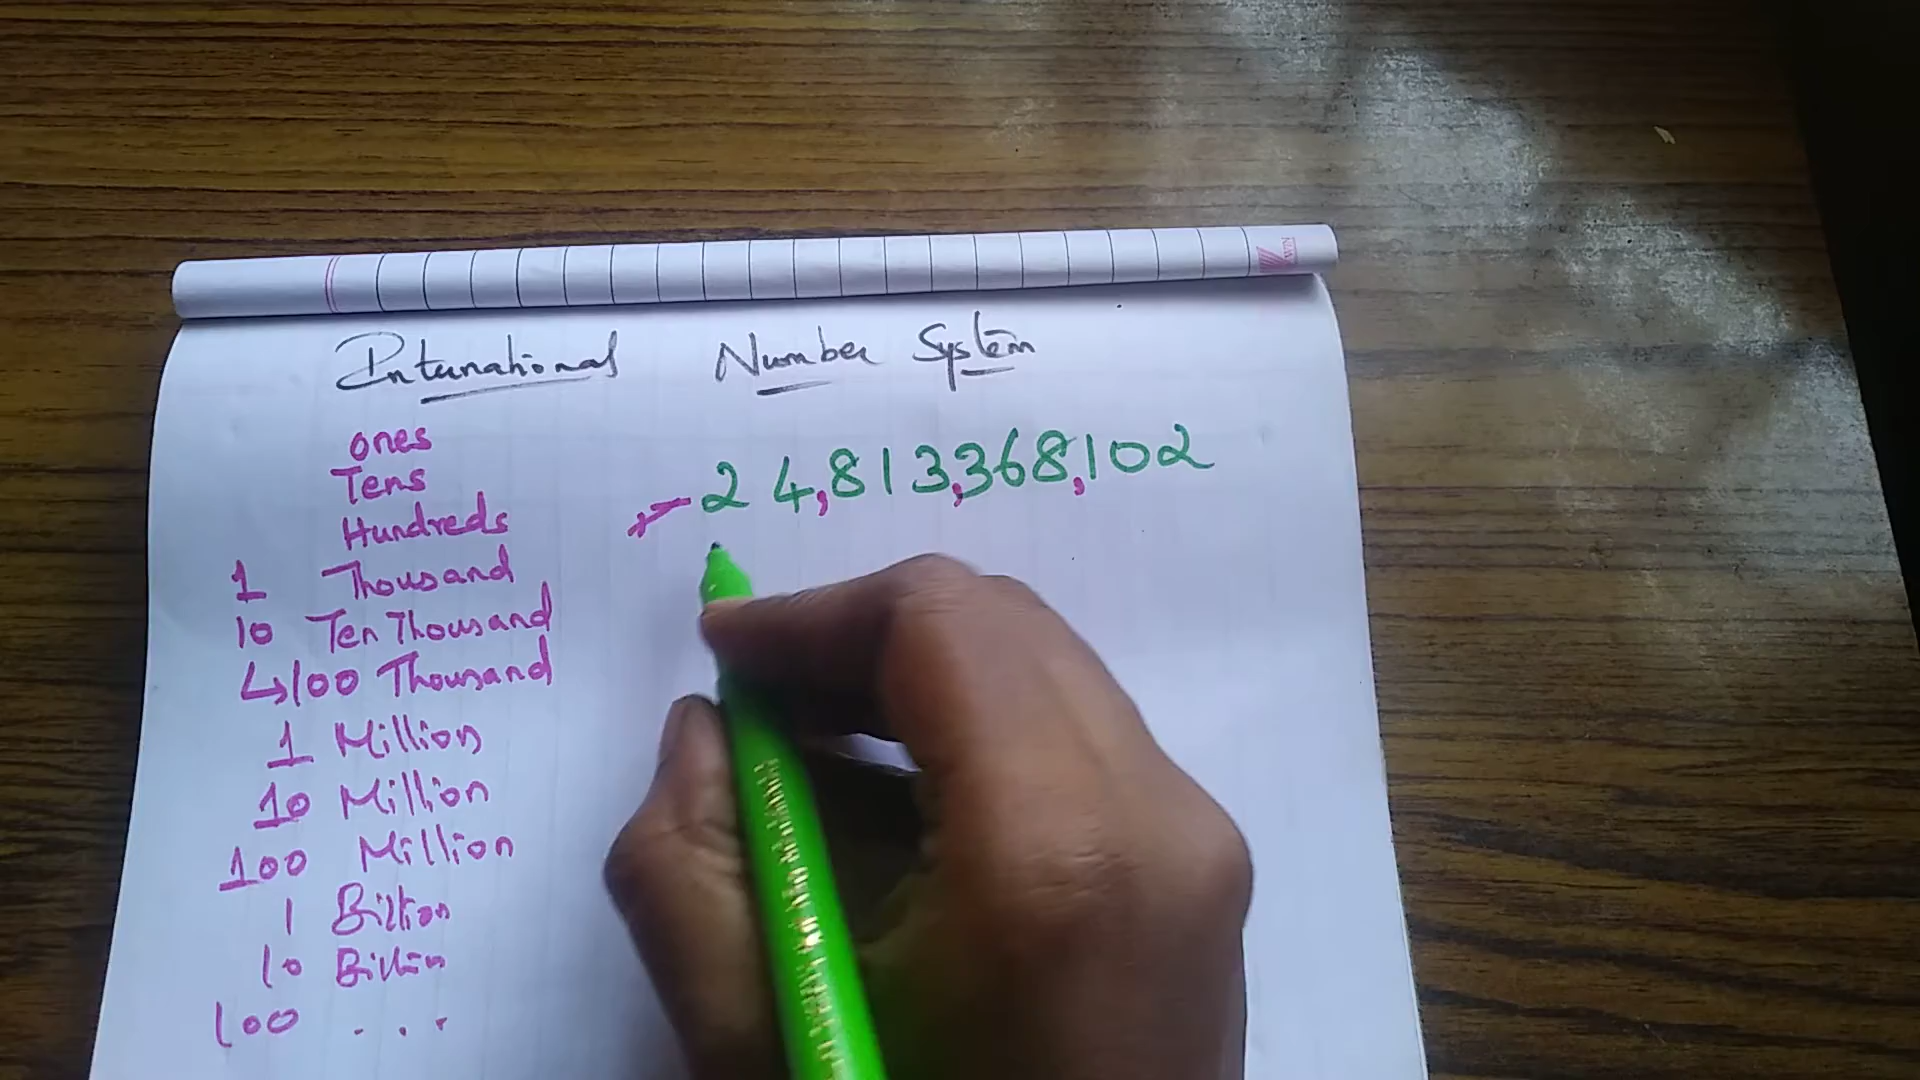 International Number System
ones
Tens
Hundreds
1 Thousand
10 Ten Thousand
100 Thousand
1 Million
10 Million
100 Million
1 Billion
10 Billion
100 ...
24,813,368,102